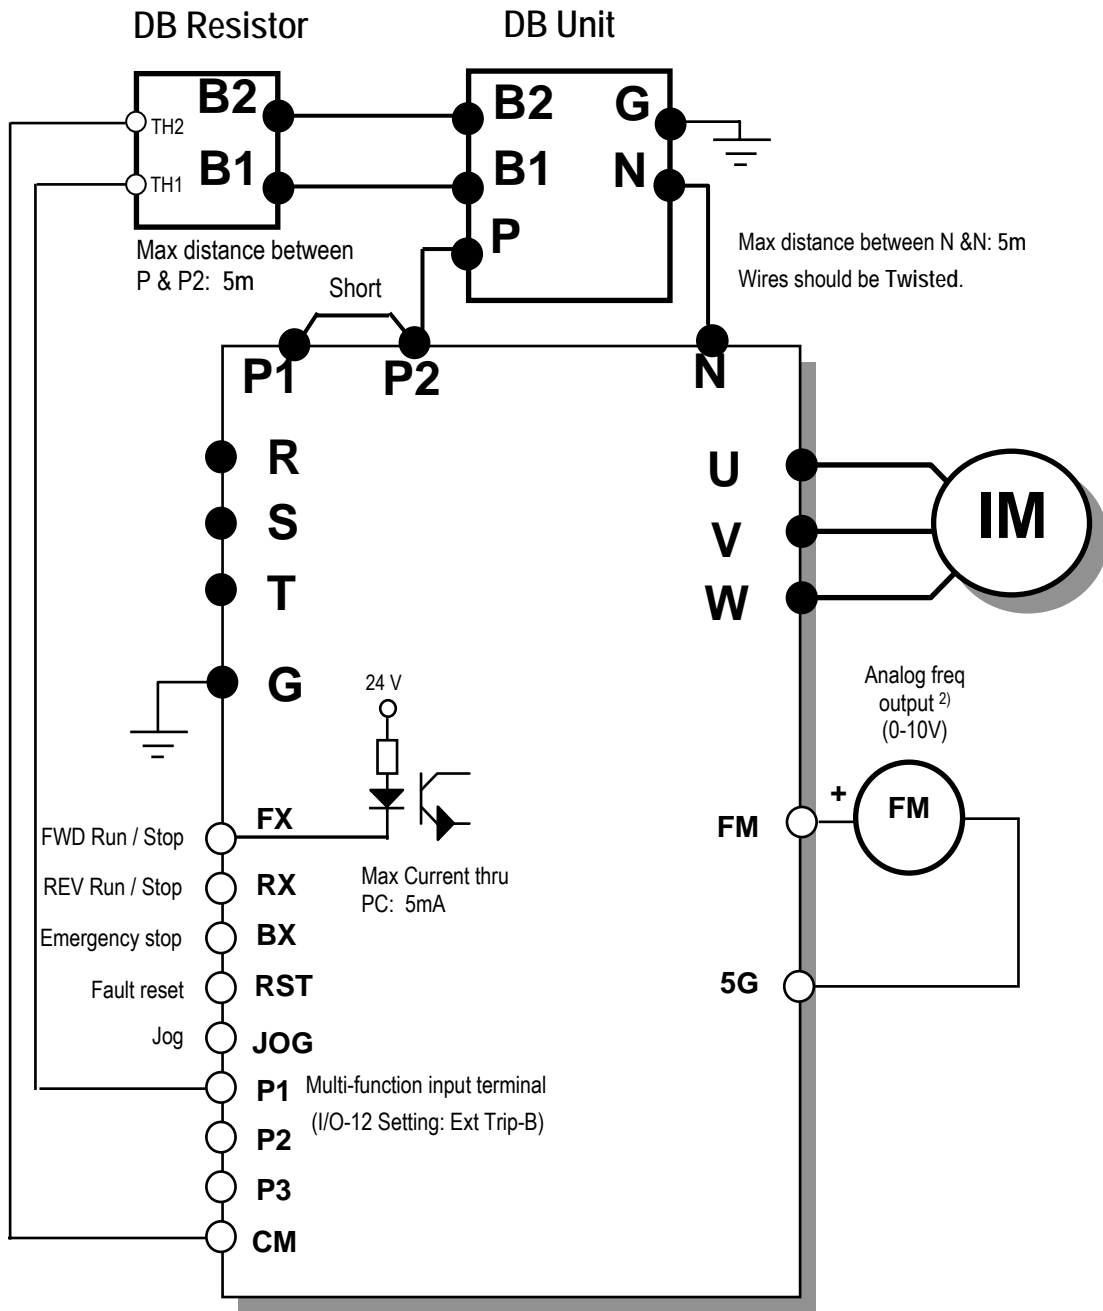 DB Resistor
DB Unit
B2
TH2
B1
TH1
B2
G
B1
N
P
Max distance between
P & P2: 5m
Short
Max distance between N &N: 5m
Wires should be Twisted.
P1
P2
N
R
S
T
G
U
V
W
IM
24 V
Analog freq
output 2)
(0-10V)
FWD Run / Stop
FX
Max Current thru
PC: 5mA
REV Run / Stop
RX
Emergency stop
BX
Fault reset
RST
Jog
JOG
P1
Multi-function input terminal
(I/O-12 Setting: Ext Trip-B)
P2
P3
CM
FM
+
FM
5G